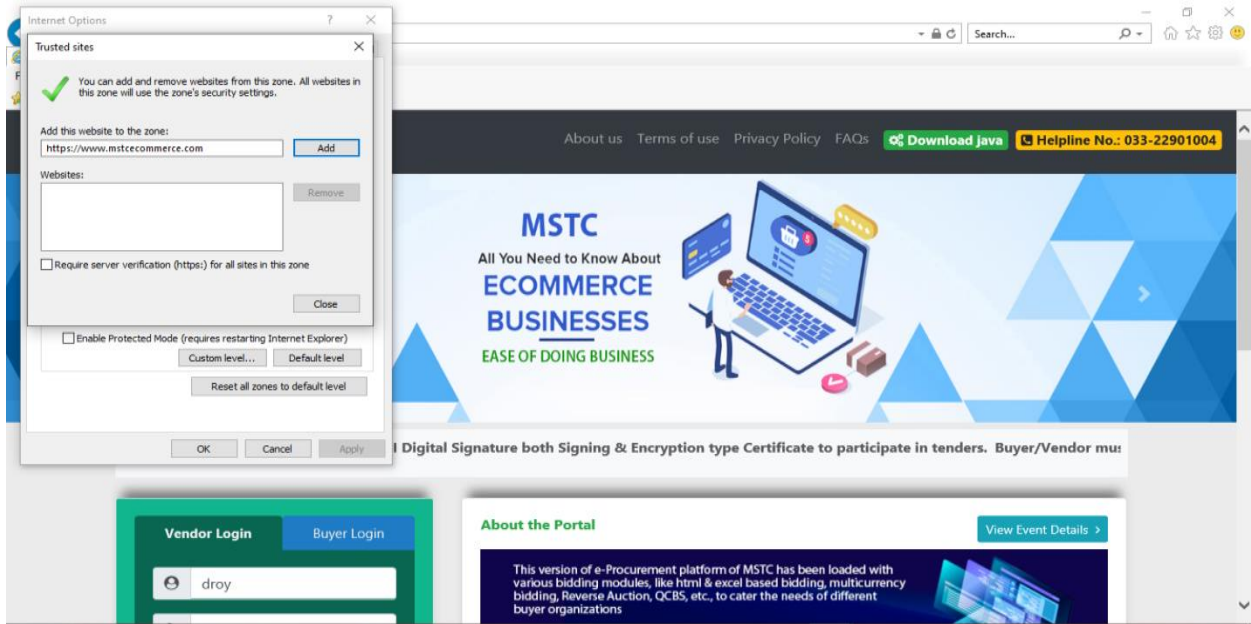 Internet Options
Trusted sites
You can add and remove websites from this zone. All websites in
this zone will use the zone's security settings.
Add this website to the zone:
https://www.mstcecommerce.com
Add
Websites:
Remove
Require server verification (https:) for all sites in this zone
Close
Enable Protected Mode (requires restarting Internet Explorer)
Custom level...
Default level
Reset all zones to default level
OK
Cancel
Apply
Search...
About us
Terms of use
Privacy Policy
FAQs
Download java
Helpline No.: 033-22901004
MSTC
All You Need to Know About
ECOMMERCE
BUSINESSES
EASE OF DOING BUSINESS
5
Digital Signature both Signing & Encryption type Certificate to participate in tenders. Buyer/Vendor
Vendor Login
Buyer Login
droy
About the Portal
View Event Details
This version of e-Procurement platform of MSTC has been loaded with
various bidding modules, like html & excel based bidding, multicurrency
bidding, Reverse Auction, QCBS, etc., to cater the needs of different
buyer organizations